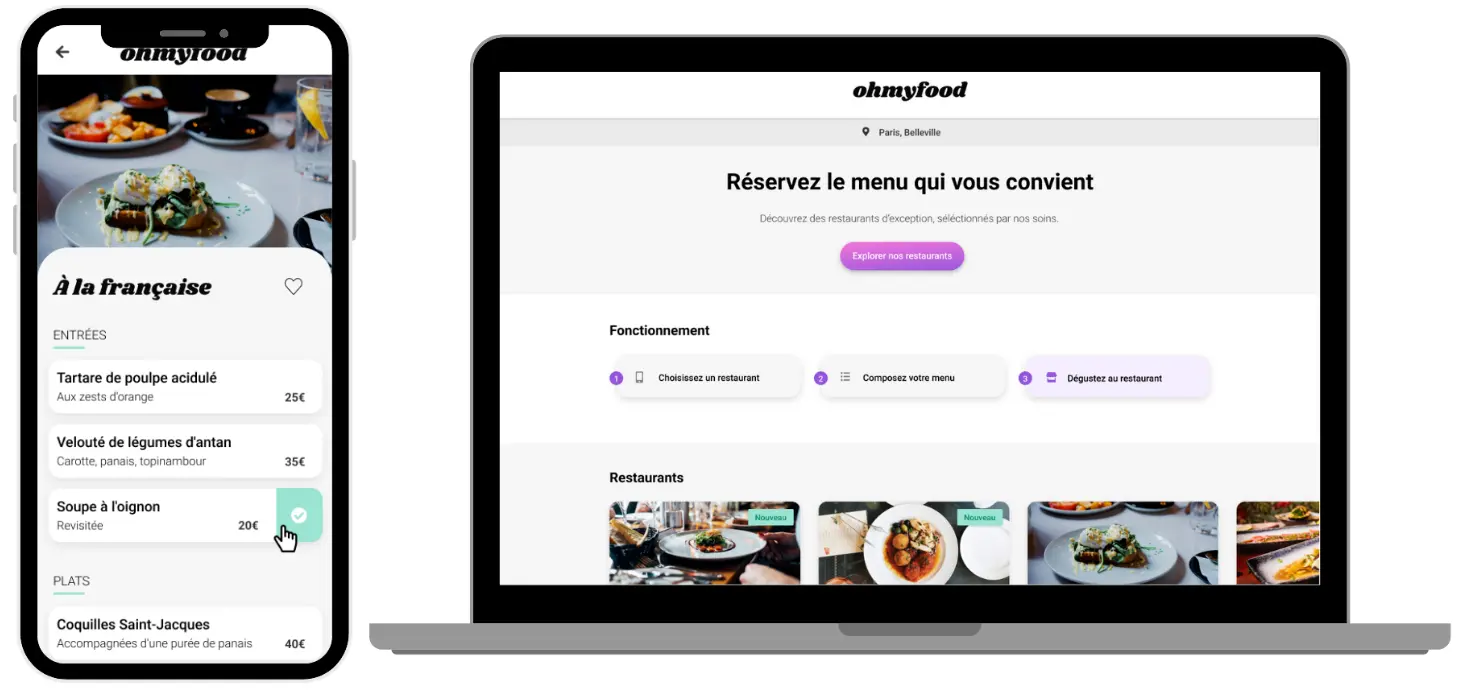 ohmyfood
À la française
ENTRÉES
Tartare de poulpe acidulé
Aux zests d'orange
25€
Velouté de légumes d'antan
Carotte, panais, topinambour
35€
Soupe à l'oignon
Revisitée
20€
PLATS
Coquilles Saint-Jacques
Accompagnées d'une purée de panais
40€
ohmyfood
Paris, Belleville
Réservez le menu qui vous convient
Découvrez des restaurants d'exception, séléctionnés par nos soins.
Explorer nos restaurants
Fonctionnement
1 Choisissez un restaurant
2 Composez votre menu
3 Dégustez au restaurant
Restaurants
Nouveau
Nouveau